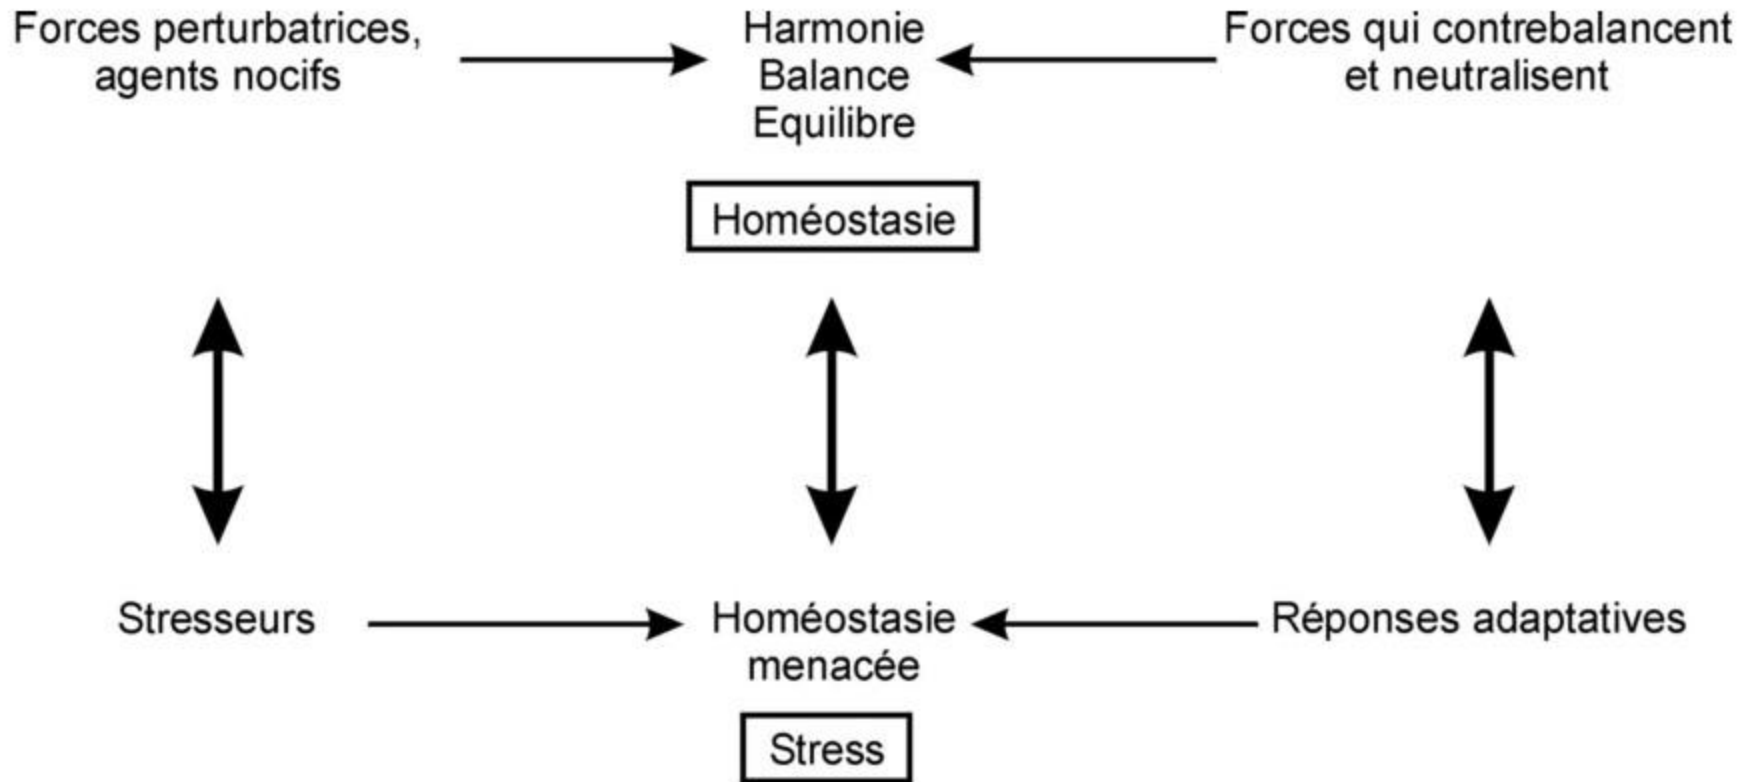 Forces perturbatrices,
agents nocifs
Harmonie
Balance
Equilibre
Forces qui contrebalancent
et neutralisent
Homéostasie
Stresseurs
Homéostasie
menacée
Réponses adaptatives
Stress